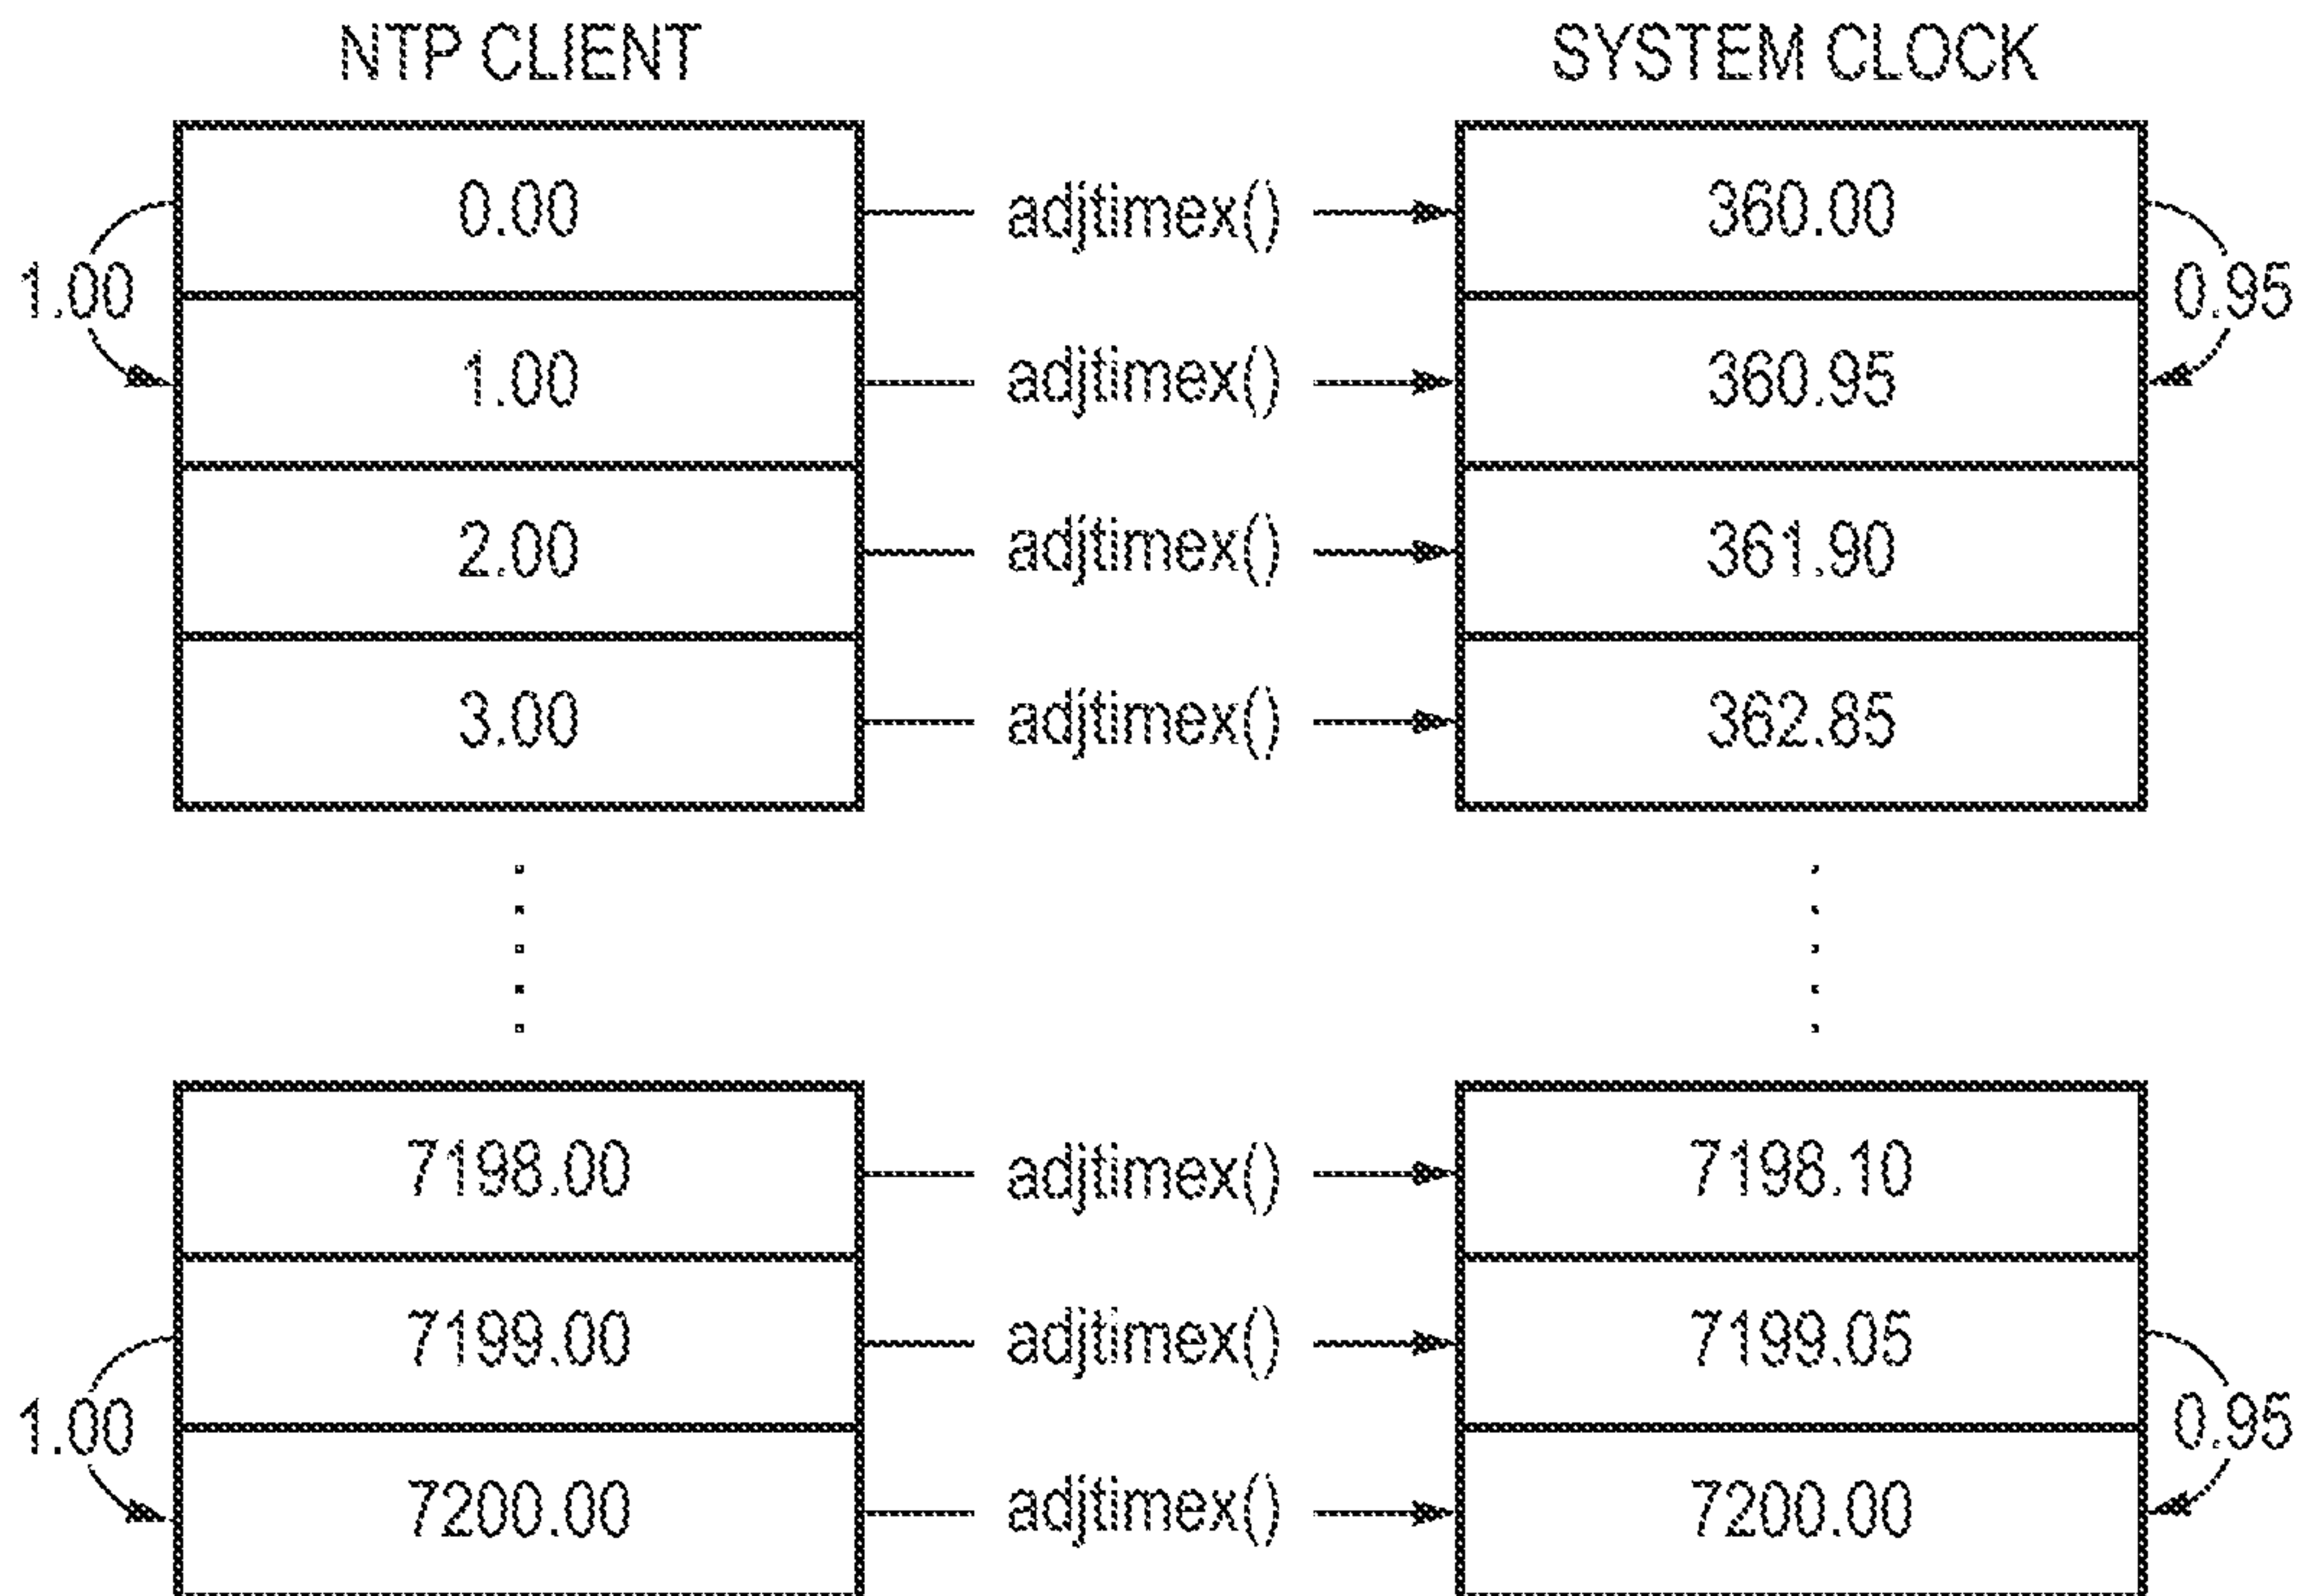 NTP CLIENT SYSTEM CLOCK
0.00 adjtimex() 360.00
1.00 0.95
1.00 adjtimex() 360.95
2.00 adjtimex() 361.90
3.00 adjtimex() 362.85
7198.00 adjtimex() 7198.10
7199.00 adjtimex() 7199.05
1.00 0.95
7200.00 adjtimex() 7200.00